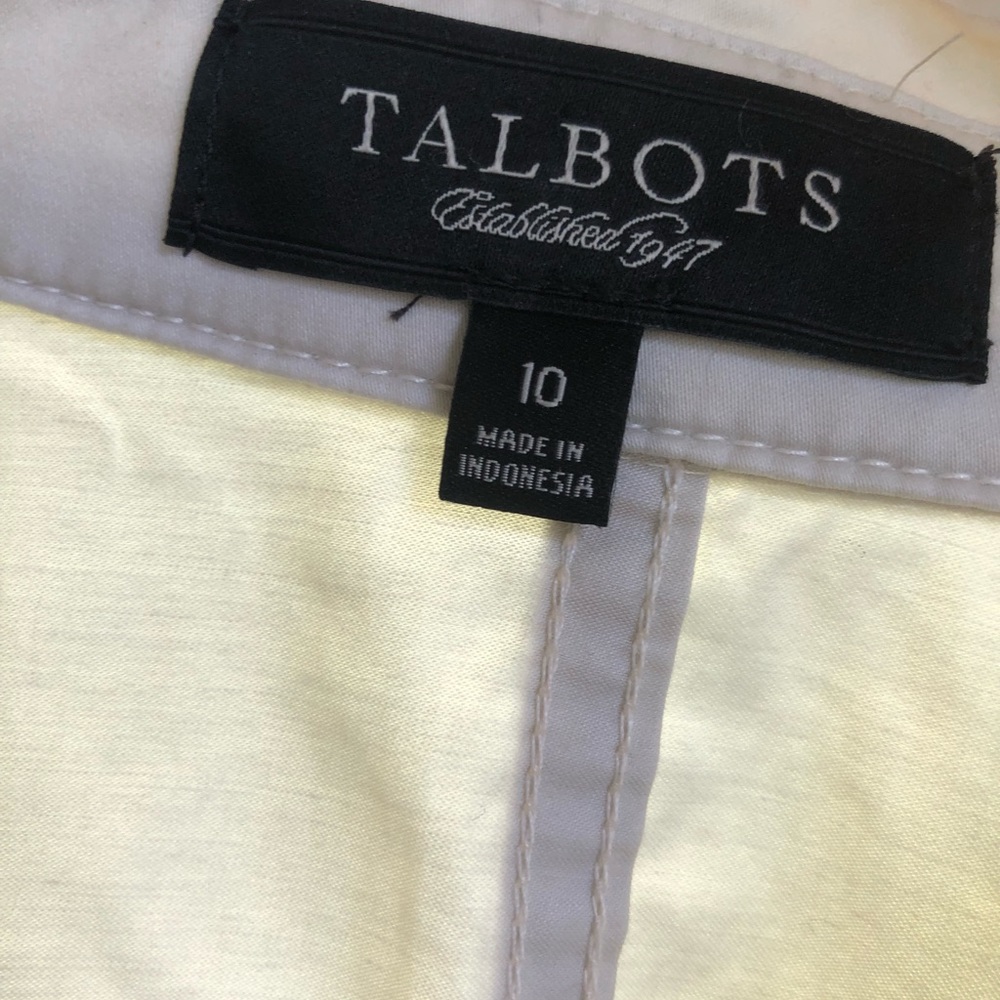 TALBOTS
Established 1947
10
MADE IN
INDONESIA